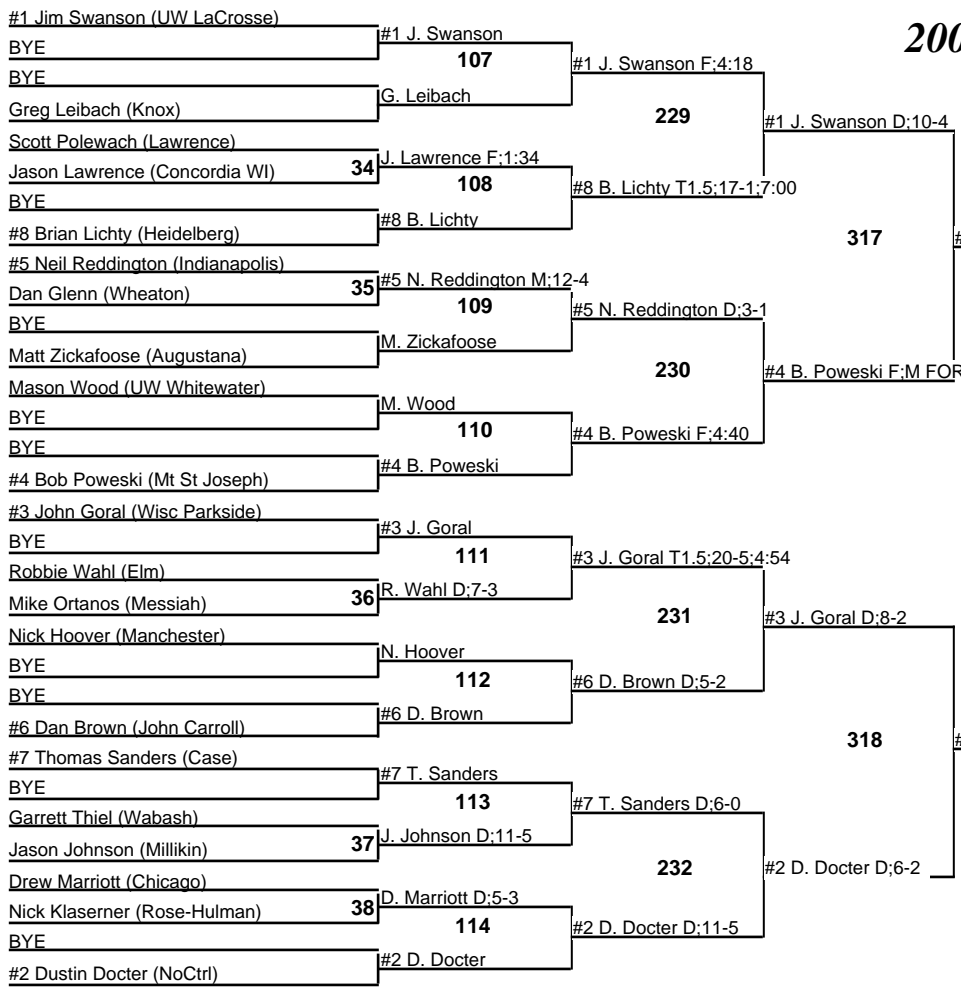 #1 Jim Swanson (UW LaCrosse)
BYE
BYE
Greg Leibach (Knox)
Scott Polewach (Lawrence)
Jason Lawrence (Concordia WI)
BYE
#8 Brian Lichty (Heidelberg)
#5 Neil Reddington (Indianapolis)
Dan Glenn (Wheaton)
BYE
Matt Zickafoose (Augustana)
Mason Wood (UW Whitewater)
BYE
BYE
#4 Bob Poweski (Mt St Joseph)
#3 John Goral (Wisc Parkside)
BYE
Robbie Wahl (Elm)
Mike Ortanos (Messiah)
Nick Hoover (Manchester)
BYE
BYE
#6 Dan Brown (John Carroll)
#7 Thomas Sanders (Case)
BYE
Garrett Thiel (Wabash)
Jason Johnson (Millikin)
Drew Marriott (Chicago)
Nick Klaserner (Rose-Hulman)
BYE
#2 Dustin Docter (NoCtrl)
34
35
36
37
38
#1 J. Swanson
107
G. Leibach
J. Lawrence F;1:34
108
#8 B. Lichty
#5 N. Reddington M;12-4
109
M. Zickafoose
M. Wood
110
#4 B. Poweski
#3 J. Goral
111
R. Wahl D;7-3
N. Hoover
112
#6 D. Brown
#7 T. Sanders
113
J. Johnson D;11-5
D. Marriott D;5-3
114
#2 D. Docter
#1 J. Swanson F;4:18
229
#8 B. Lichty T1.5;17-1;7:00
#5 N. Reddington D;3-1
230
#4 B. Poweski F;4:40
#3 J. Goral T1.5;20-5;4:54
231
#6 D. Brown D;5-2
#7 T. Sanders D;6-0
232
#2 D. Docter D;11-5
200
#1 J. Swanson D;10-4
317
#4 B. Poweski F;M FOR
#3 J. Goral D;8-2
318
#2 D. Docter D;6-2
#
#